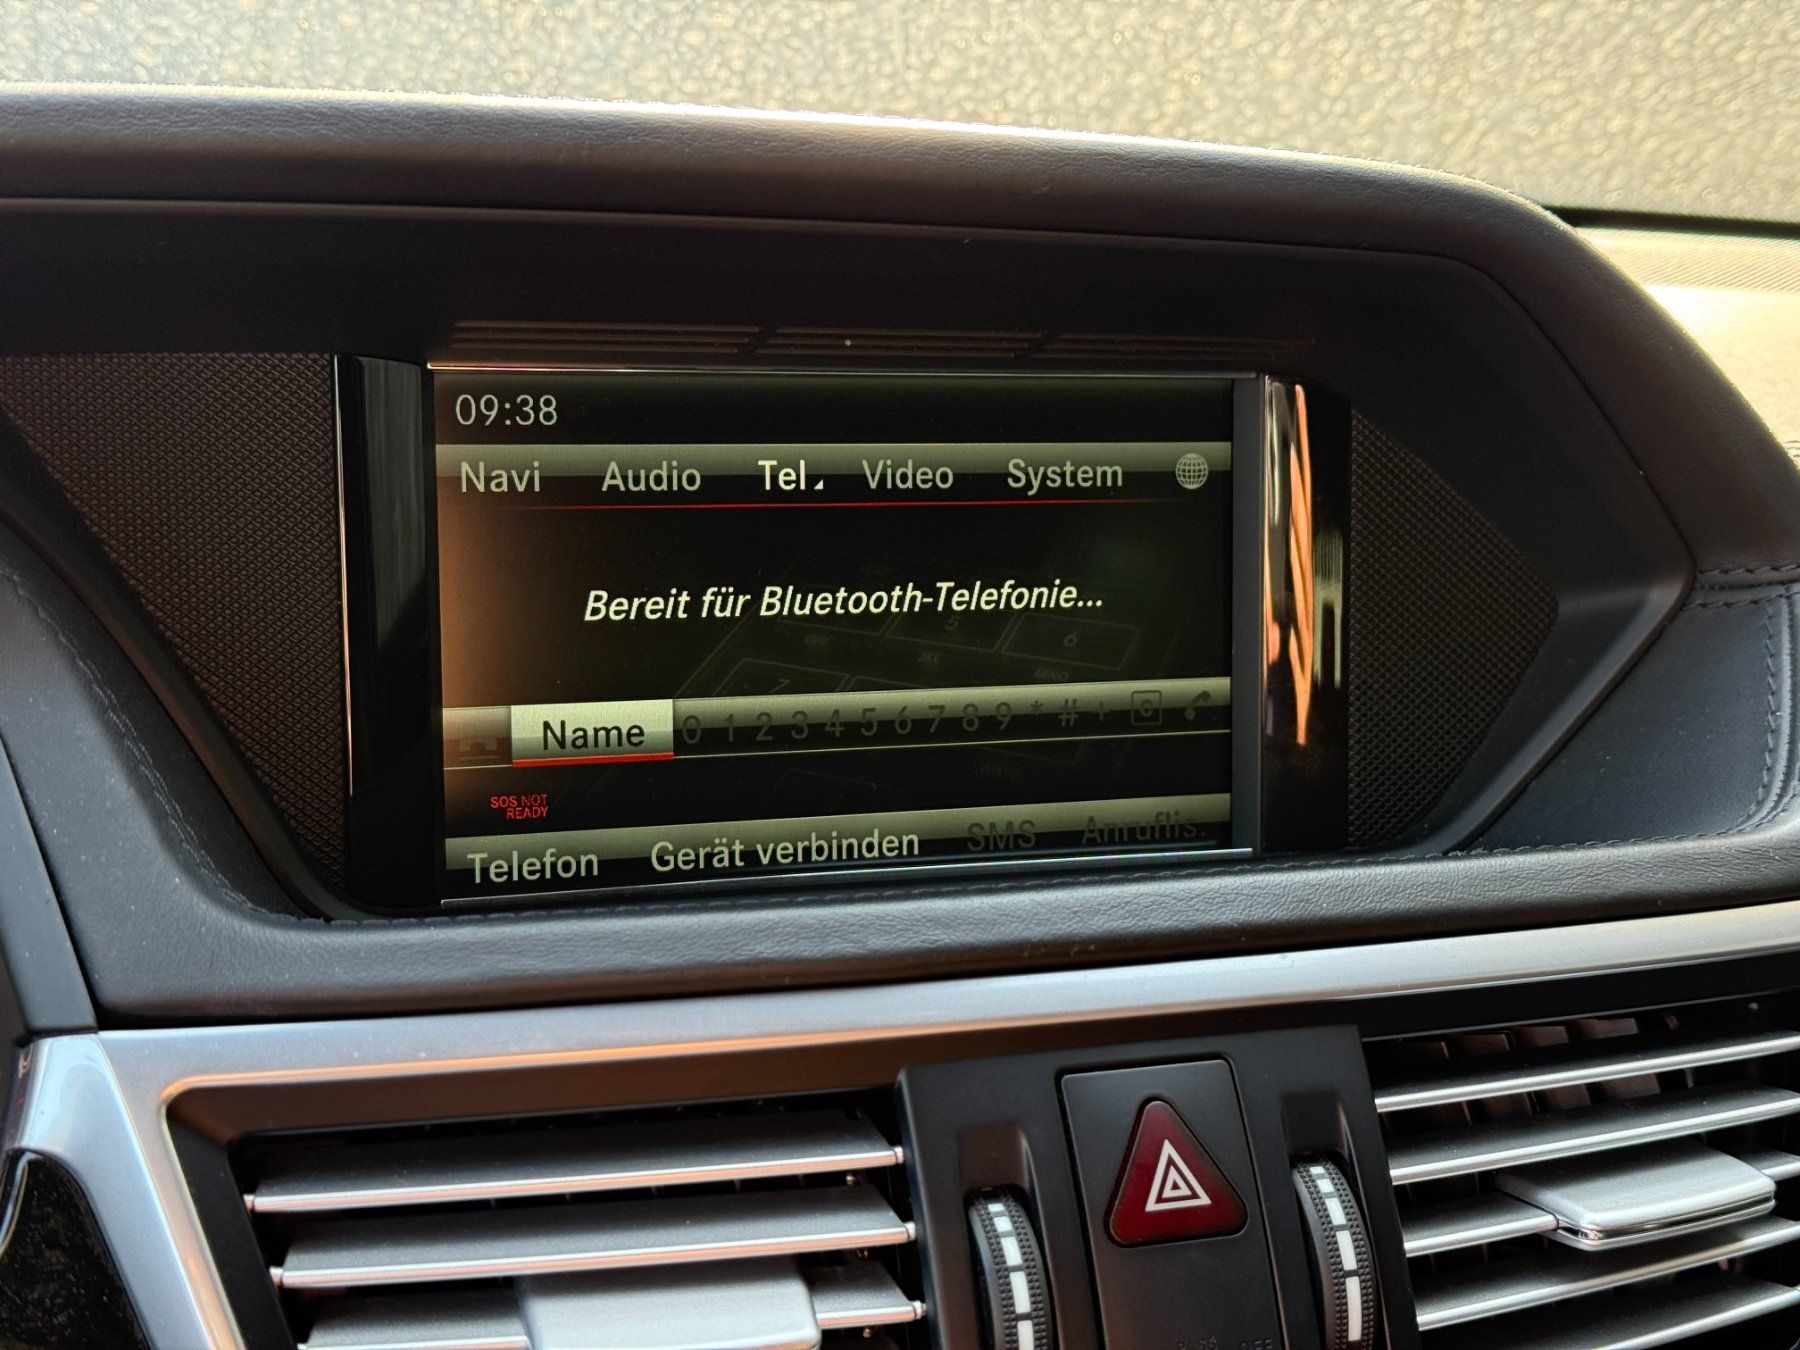 09:38
Navi Audio Tel Video System
Bereit für Bluetooth-Telefonie...
Name 0 1 2 3 4 5 6 7 8 9 * # + C
SOS NOT
READY
Telefon Gerät verbinden SMS Anruflis.